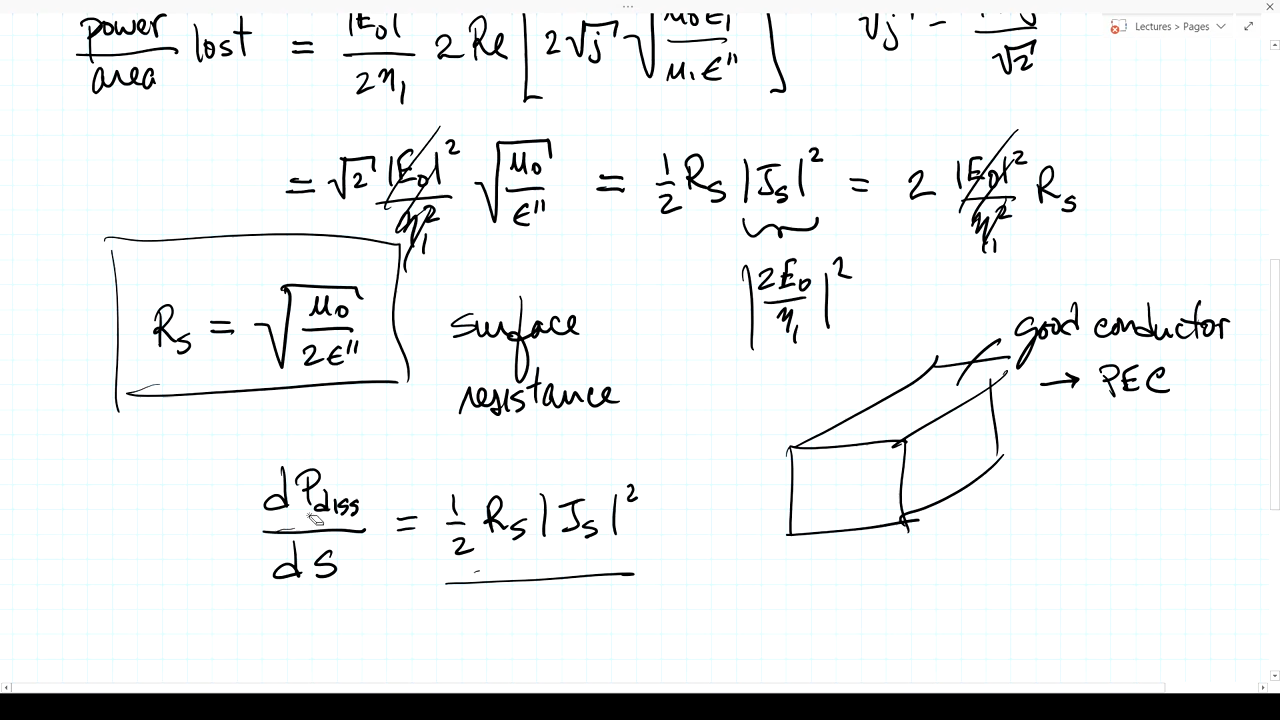 Lectures > Pages
power/area lost = |E₀|/2η₁ 2 Re [2√j √(μ₀ε₁/μ₁ε'')] √j = /√2
= √2 |E₀|²/η₁² √(μ₀/ε'') = 1/2 Rₛ |Jₛ|² = 2 |E₀|²/η₁² Rₛ
|2E₀/η₁|²
Rₛ = √(μ₀/2ε'') surface resistance
good conductor
→ PEC
dP_diss/dS = 1/2 Rₛ |Jₛ|²